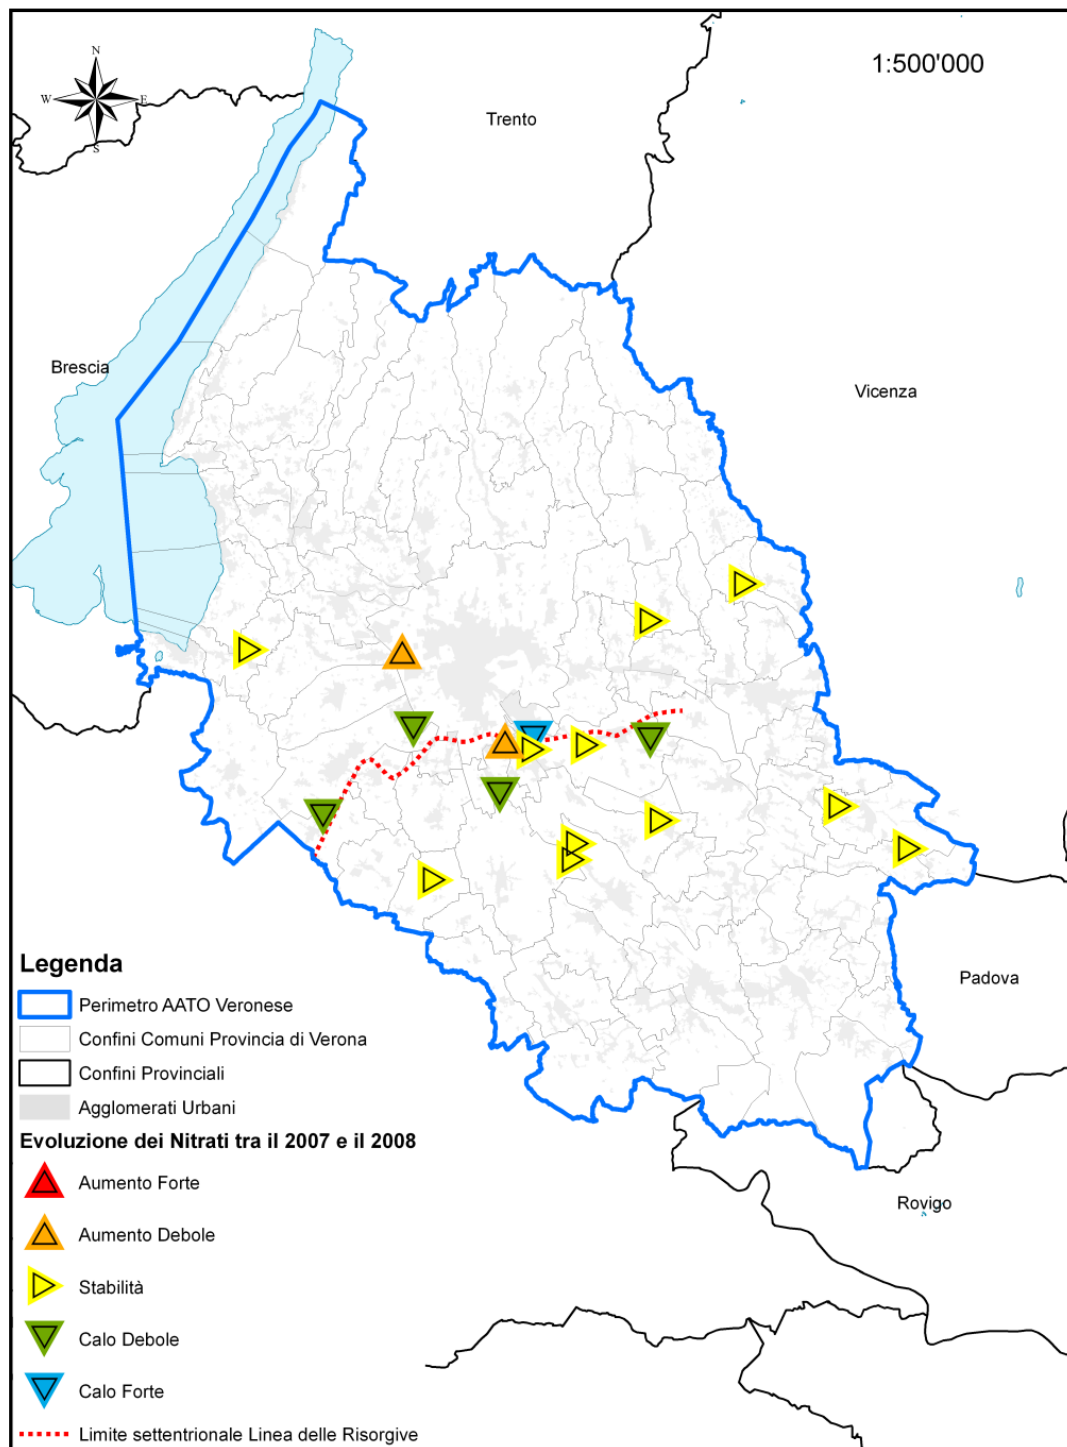 N
W E
S
1:500'000
Trento
Brescia
Vicenza
Padova
Rovigo
Legenda
Perimetro AATO Veronese
Confini Comuni Provincia di Verona
Confini Provinciali
Agglomerati Urbani
Evoluzione dei Nitrati tra il 2007 e il 2008
Aumento Forte
Aumento Debole
Stabilità
Calo Debole
Calo Forte
Limite settentrionale Linea delle Risorgive